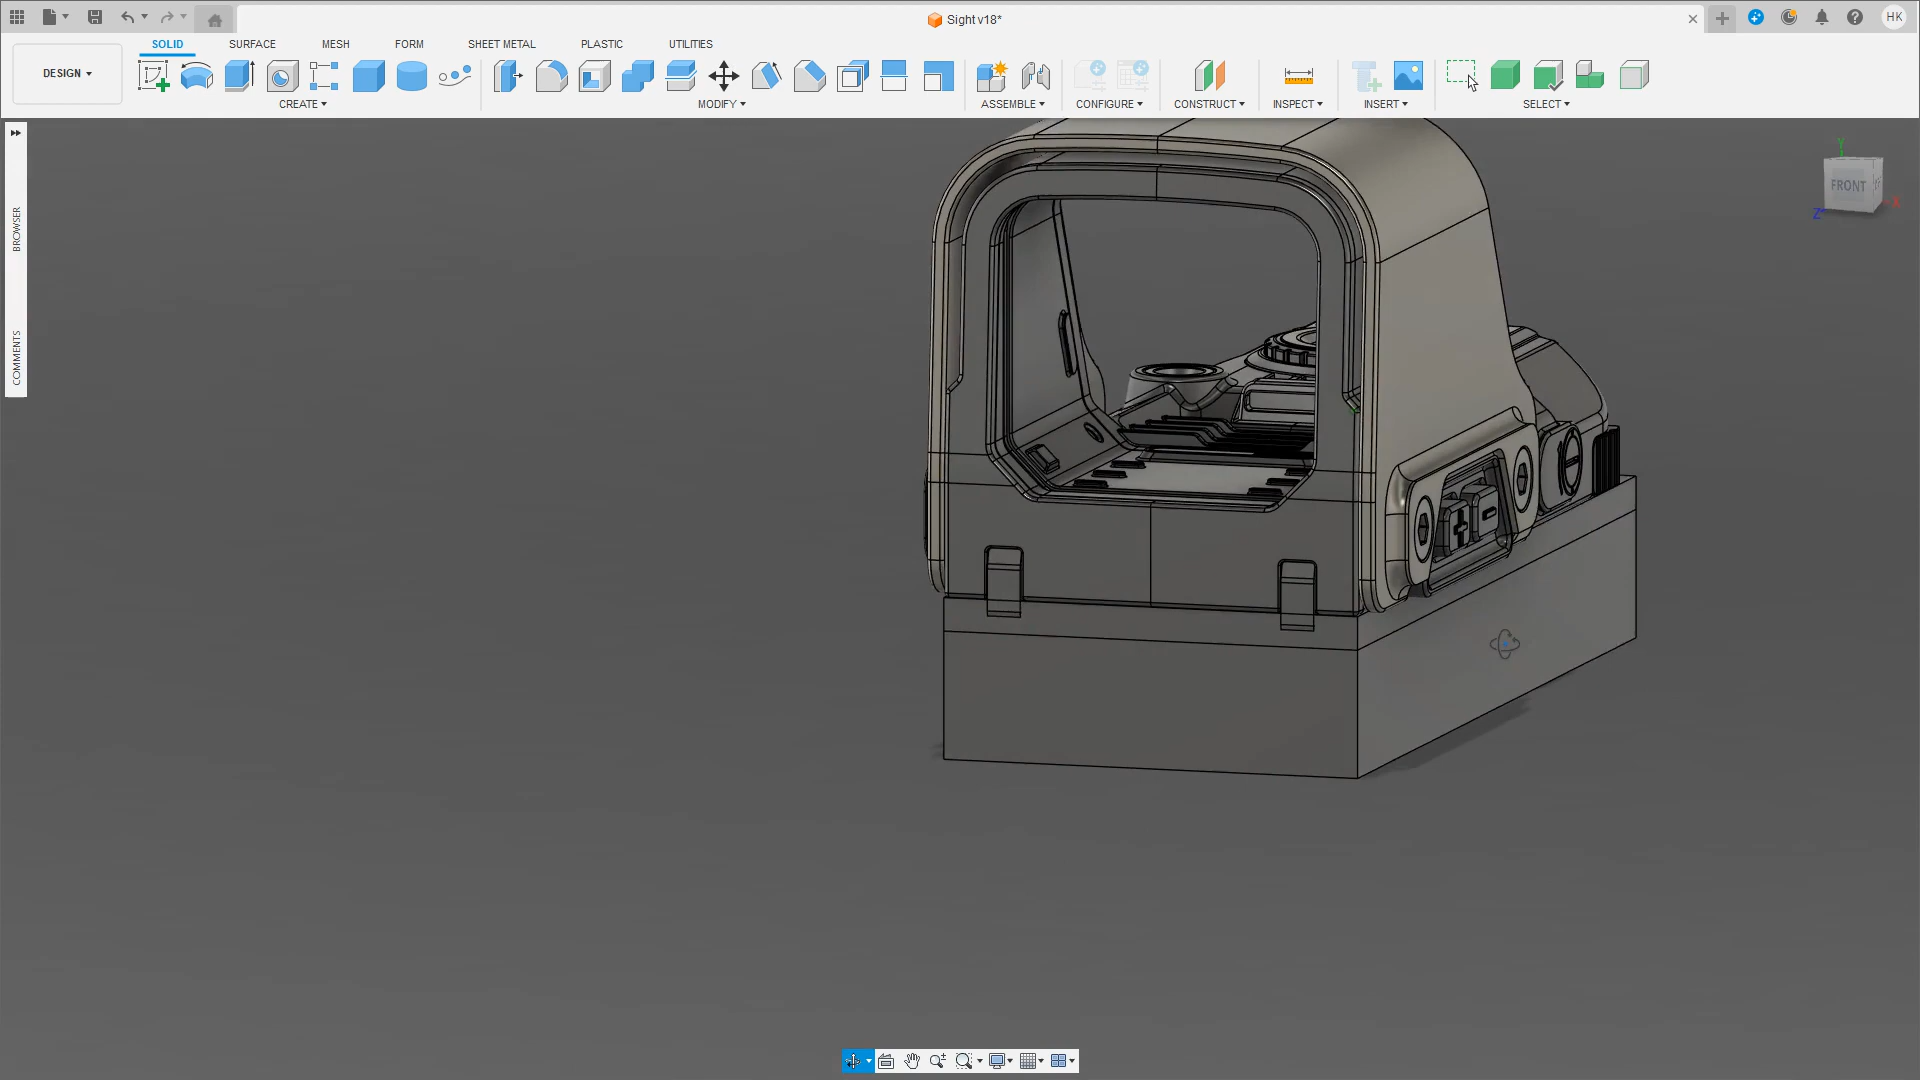 Sight v18*
HK
DESIGN
SOLID
SURFACE
MESH
FORM
SHEET METAL
PLASTIC
UTILITIES
CREATE
MODIFY
ASSEMBLE
CONFIGURE
CONSTRUCT
INSPECT
INSERT
SELECT
BROWSER
COMMENTS
Y
FRONT
Z
X